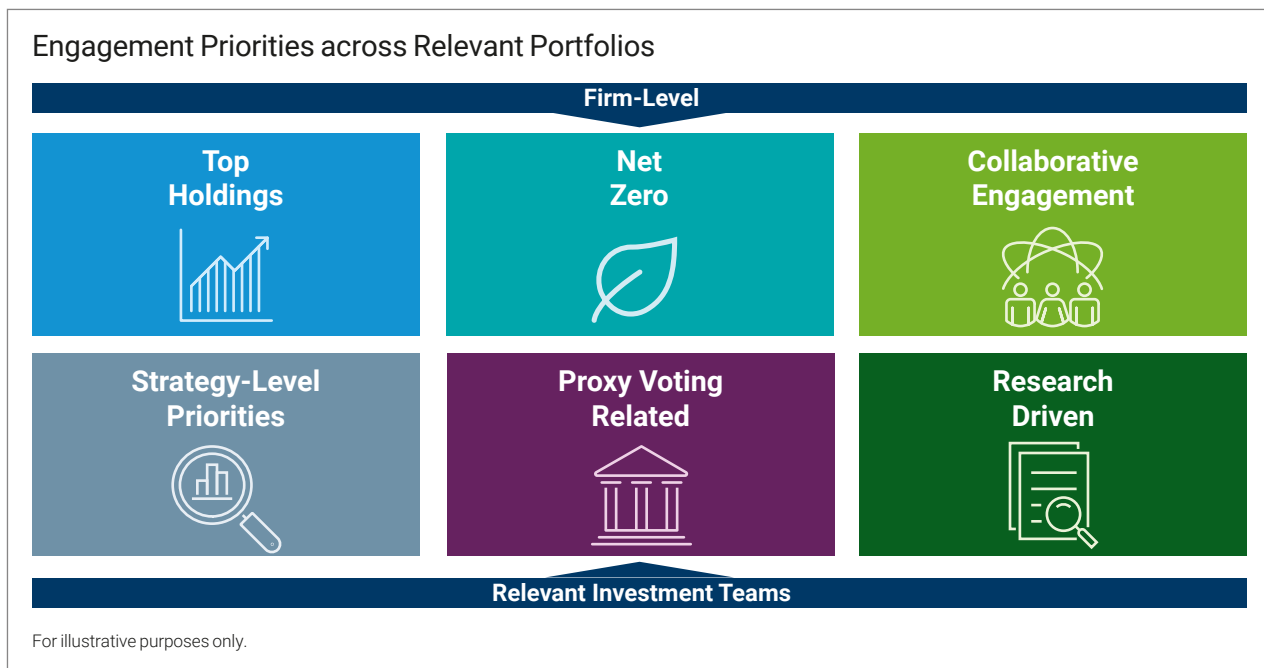 Engagement Priorities across Relevant Portfolios
Firm-Level
Top
Holdings
Net
Zero
Collaborative
Engagement
Strategy-Level
Priorities
Proxy Voting
Related
Research
Driven
Relevant Investment Teams
For illustrative purposes only.